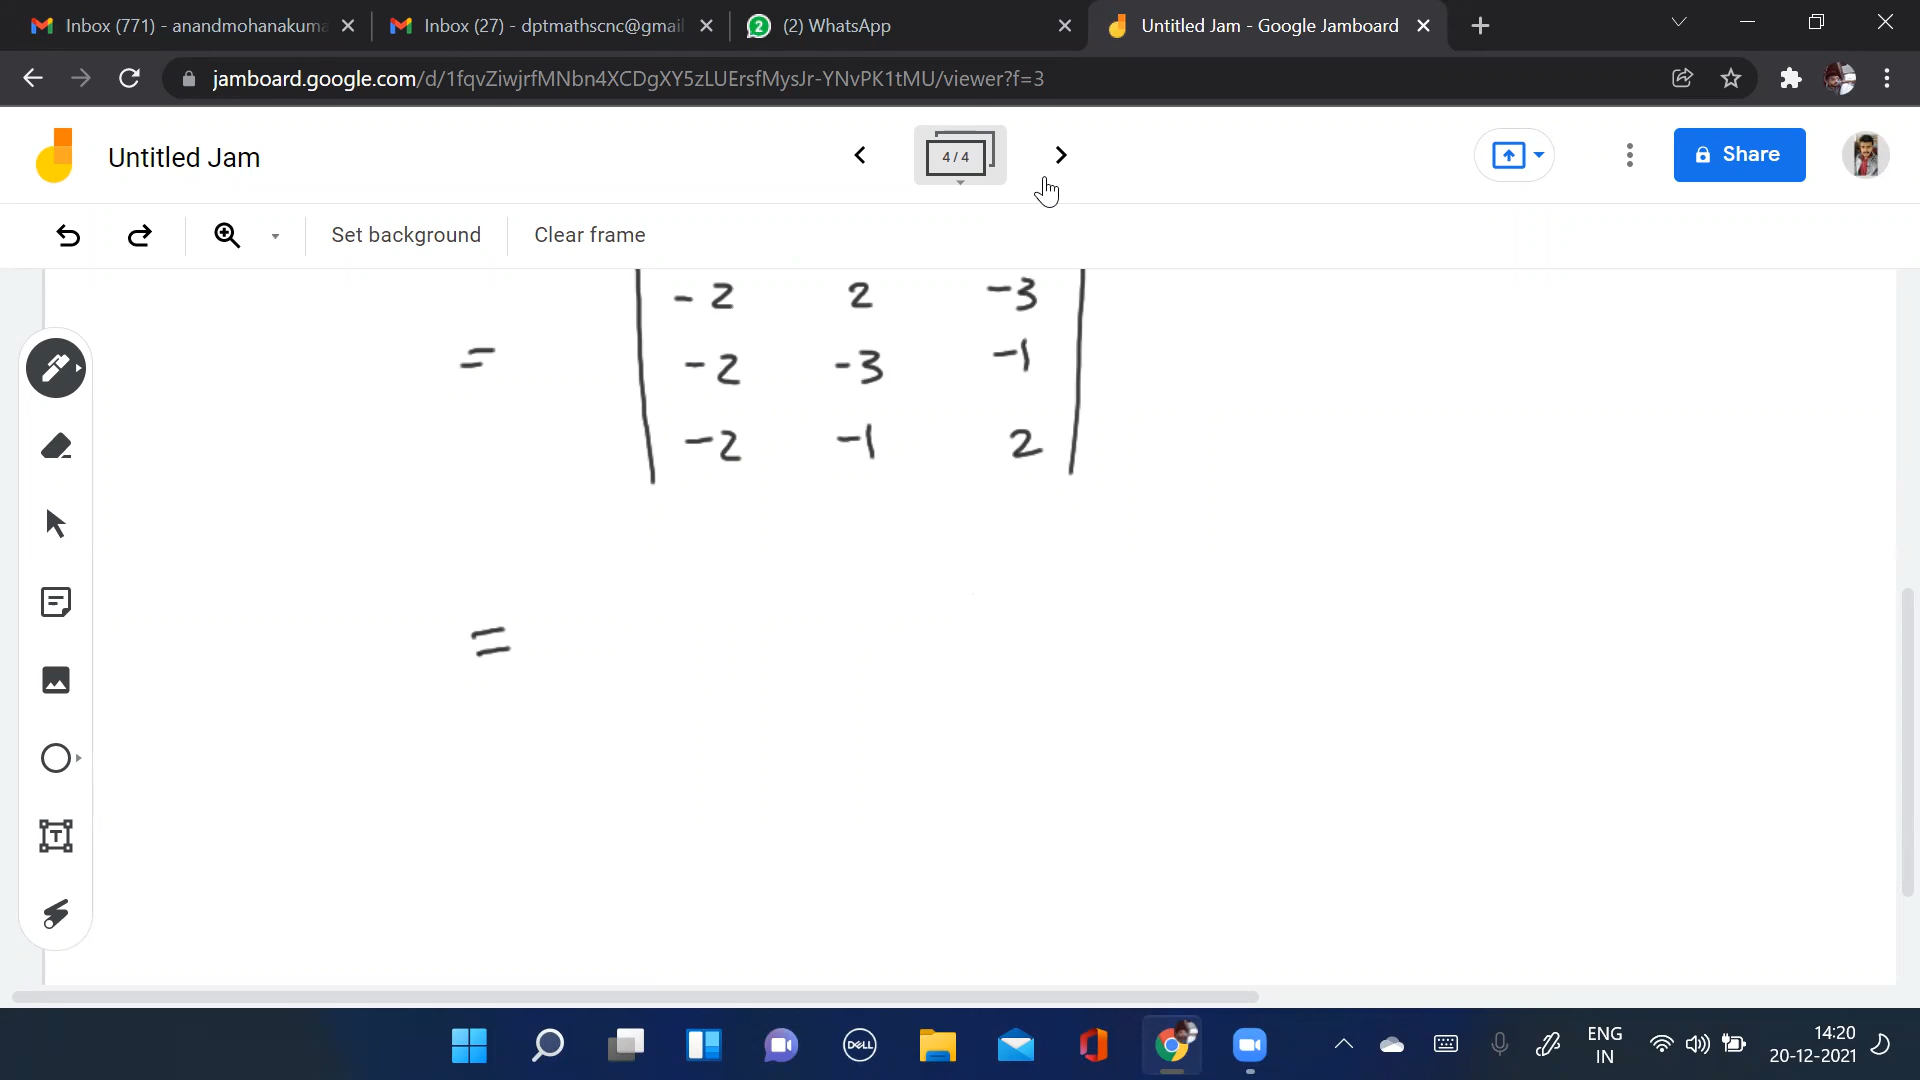 Inbox (771) - anandmohanakuma
Inbox (27) - dptmathscnc@gmail
2
(2) WhatsApp
Untitled Jam - Google Jamboard
jamboard.google.com/d/1fqvZiwjrfMNbn4XCDgXY5zLUErsfMysJr-YNvPK1tMU/viewer?f=3
Untitled Jam
4 / 4
Share
Set background
Clear frame
-2 2 -3
= -2 -3 -1
-2 -1 2
=
T
DELL
ENG
IN
14:20
20-12-2021